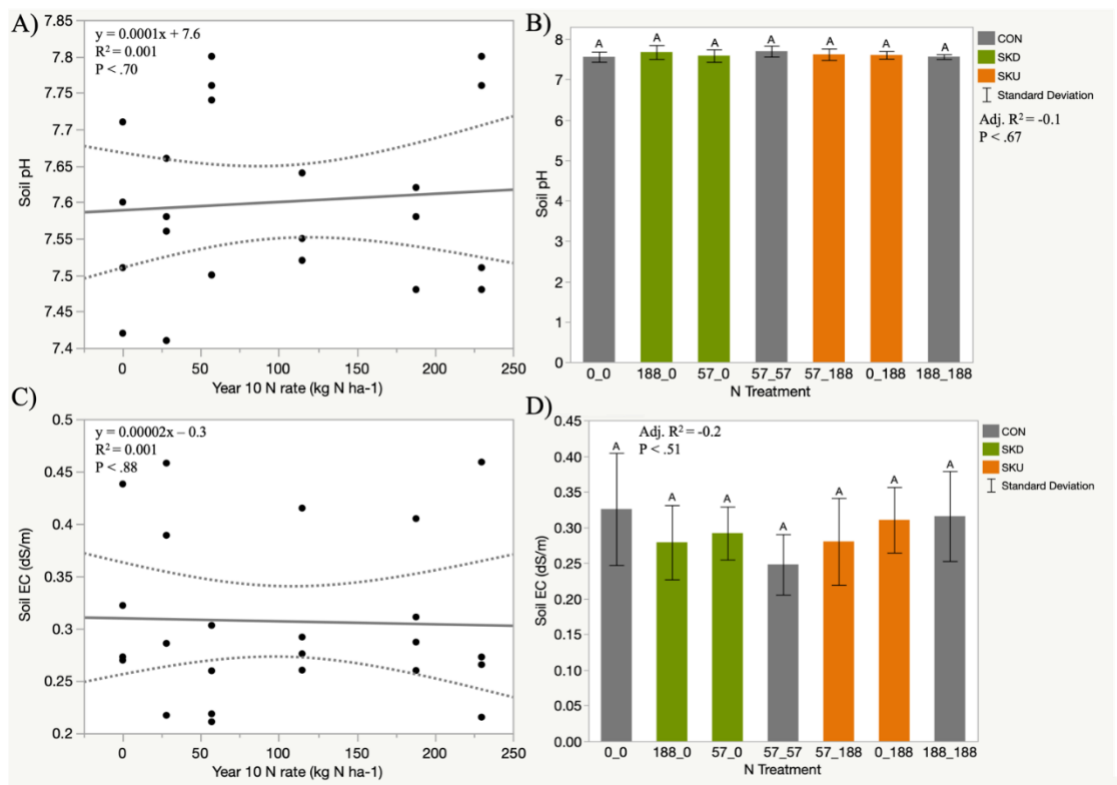 A)
y = 0.0001x + 7.6
R² = 0.001
P < .70
7.85
7.8
7.75
7.7
7.65
7.6
7.55
7.5
7.45
7.4
Soil pH
0 50 100 150 200 250
Year 10 N rate (kg N ha-1)
B)
8
7
6
5
4
3
2
1
0
Soil pH
A A A A A A A
0_0 188_0 57_0 57_57 57_188 0_188 188_188
N Treatment
CON
SKD
SKU
Standard Deviation
Adj. R² = -0.1
P < .67
C)
y = 0.00002x – 0.3
R² = 0.001
P < .88
0.5
0.45
0.4
0.35
0.3
0.25
0.2
Soil EC (dS/m)
0 50 100 150 200 250
Year 10 N rate (kg N ha-1)
D)
Adj. R² = -0.2
P < .51
0.45
0.40
0.35
0.30
0.25
0.20
0.15
0.10
0.05
0.00
Soil EC (dS/m)
A A A A A A A
0_0 188_0 57_0 57_57 57_188 0_188 188_188
N Treatment
CON
SKD
SKU
Standard Deviation